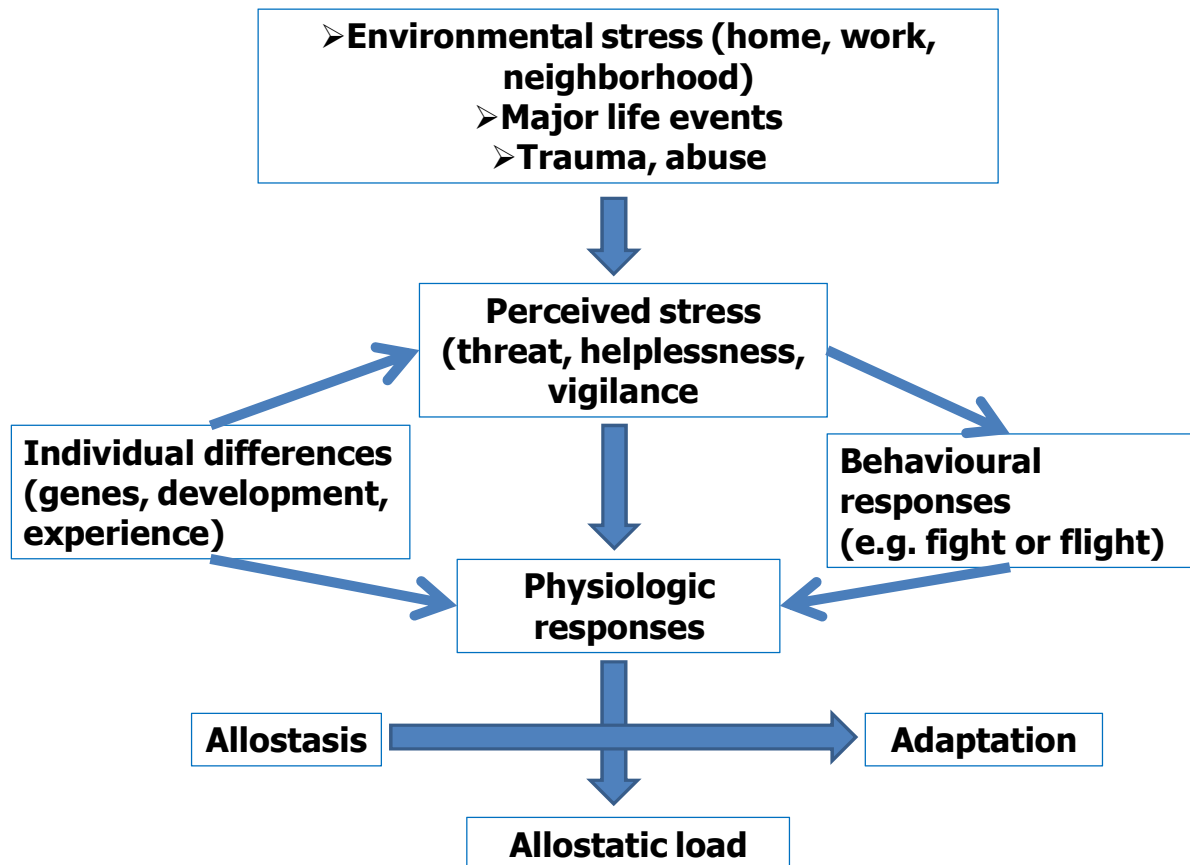 ➢Environmental stress (home, work,
neighborhood)
➢Major life events
➢Trauma, abuse
Perceived stress
(threat, helplessness,
vigilance
Individual differences
(genes, development,
experience)
Behavioural
responses
(e.g. fight or flight)
Physiologic
responses
Allostasis
Adaptation
Allostatic load